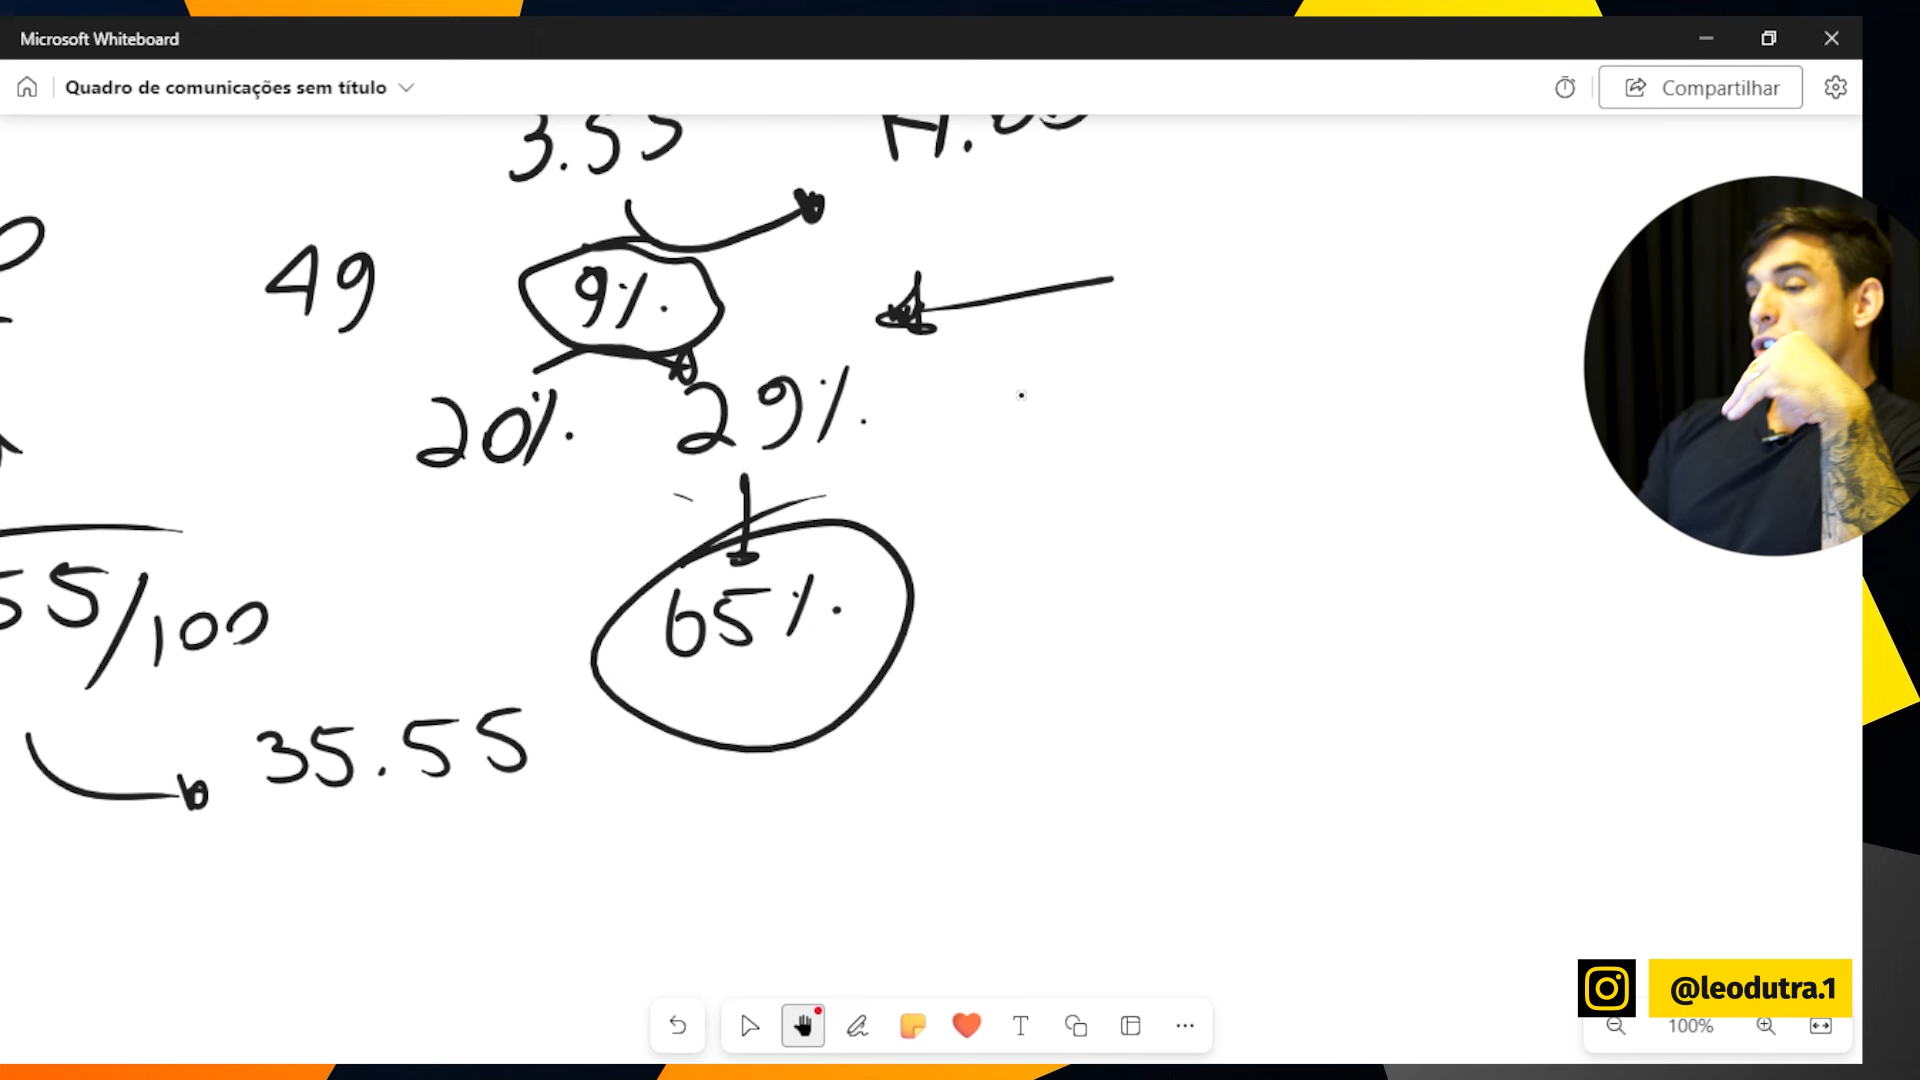 Microsoft Whiteboard
Quadro de comunicações sem título
Compartilhar
3.55
49
9%.
20%.
29%.
55/100
65%.
35.55
@leodutra.1
100%